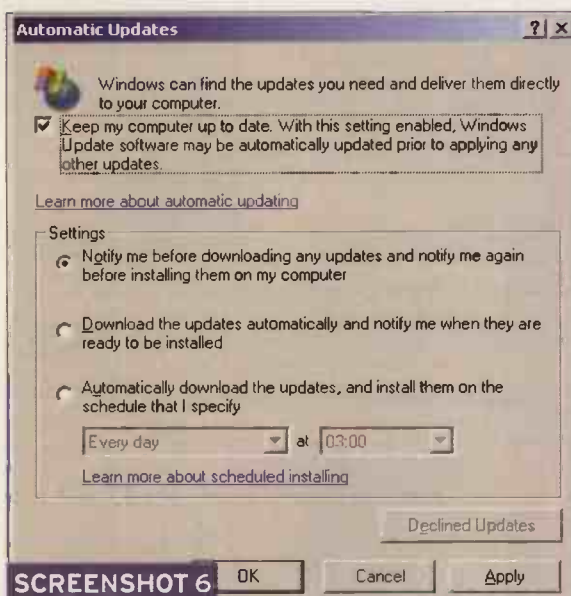 Automatic Updates
Windows can find the updates you need and deliver them directly
to your computer.
Keep my computer up to date. With this setting enabled, Windows
Update software may be automatically updated prior to applying any
other updates.
Learn more about automatic updating
Settings
Notify me before downloading any updates and notify me again
before installing them on my computer
Download the updates automatically and notify me when they are
ready to be installed
Automatically download the updates, and install them on the
schedule that I specify
Every day at 03:00
Learn more about scheduled installing
Declined Updates
SCREENSHOT 6 OK Cancel Apply